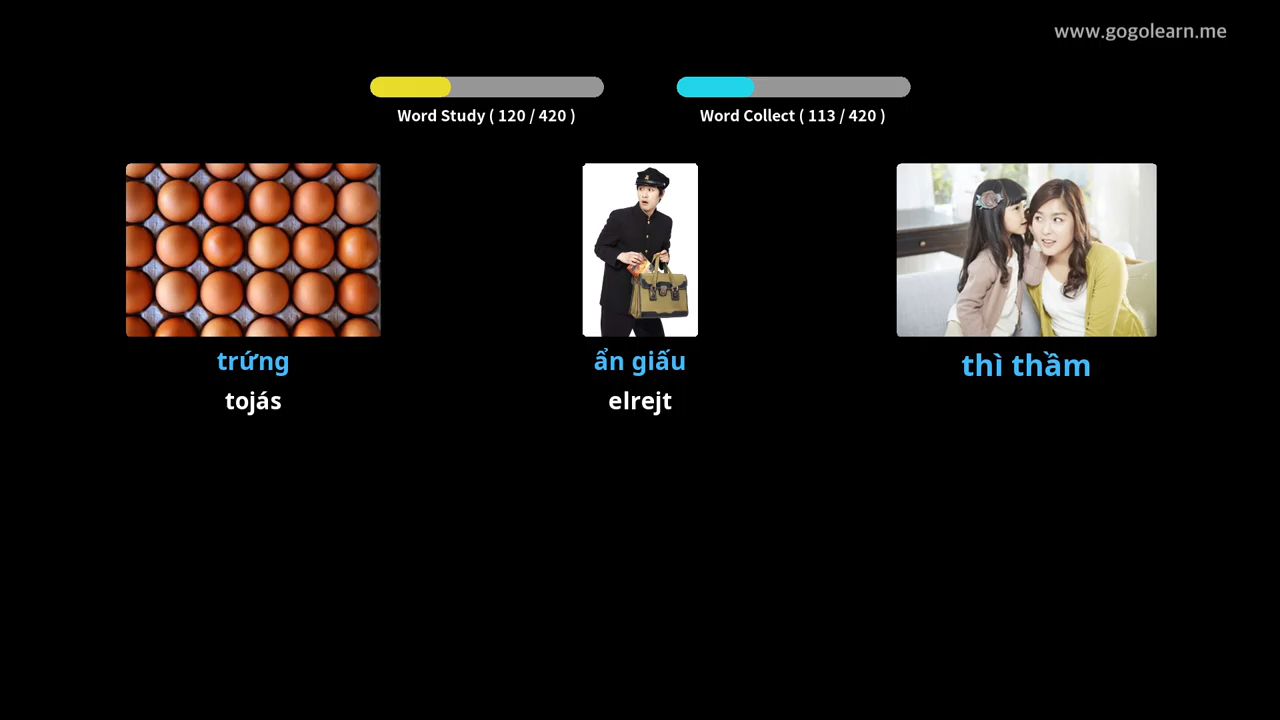 www.gogolearn.me
Word Study ( 120 / 420 )
Word Collect ( 113 / 420 )
trứng
tojás
ẩn giấu
elrejt
thì thầm